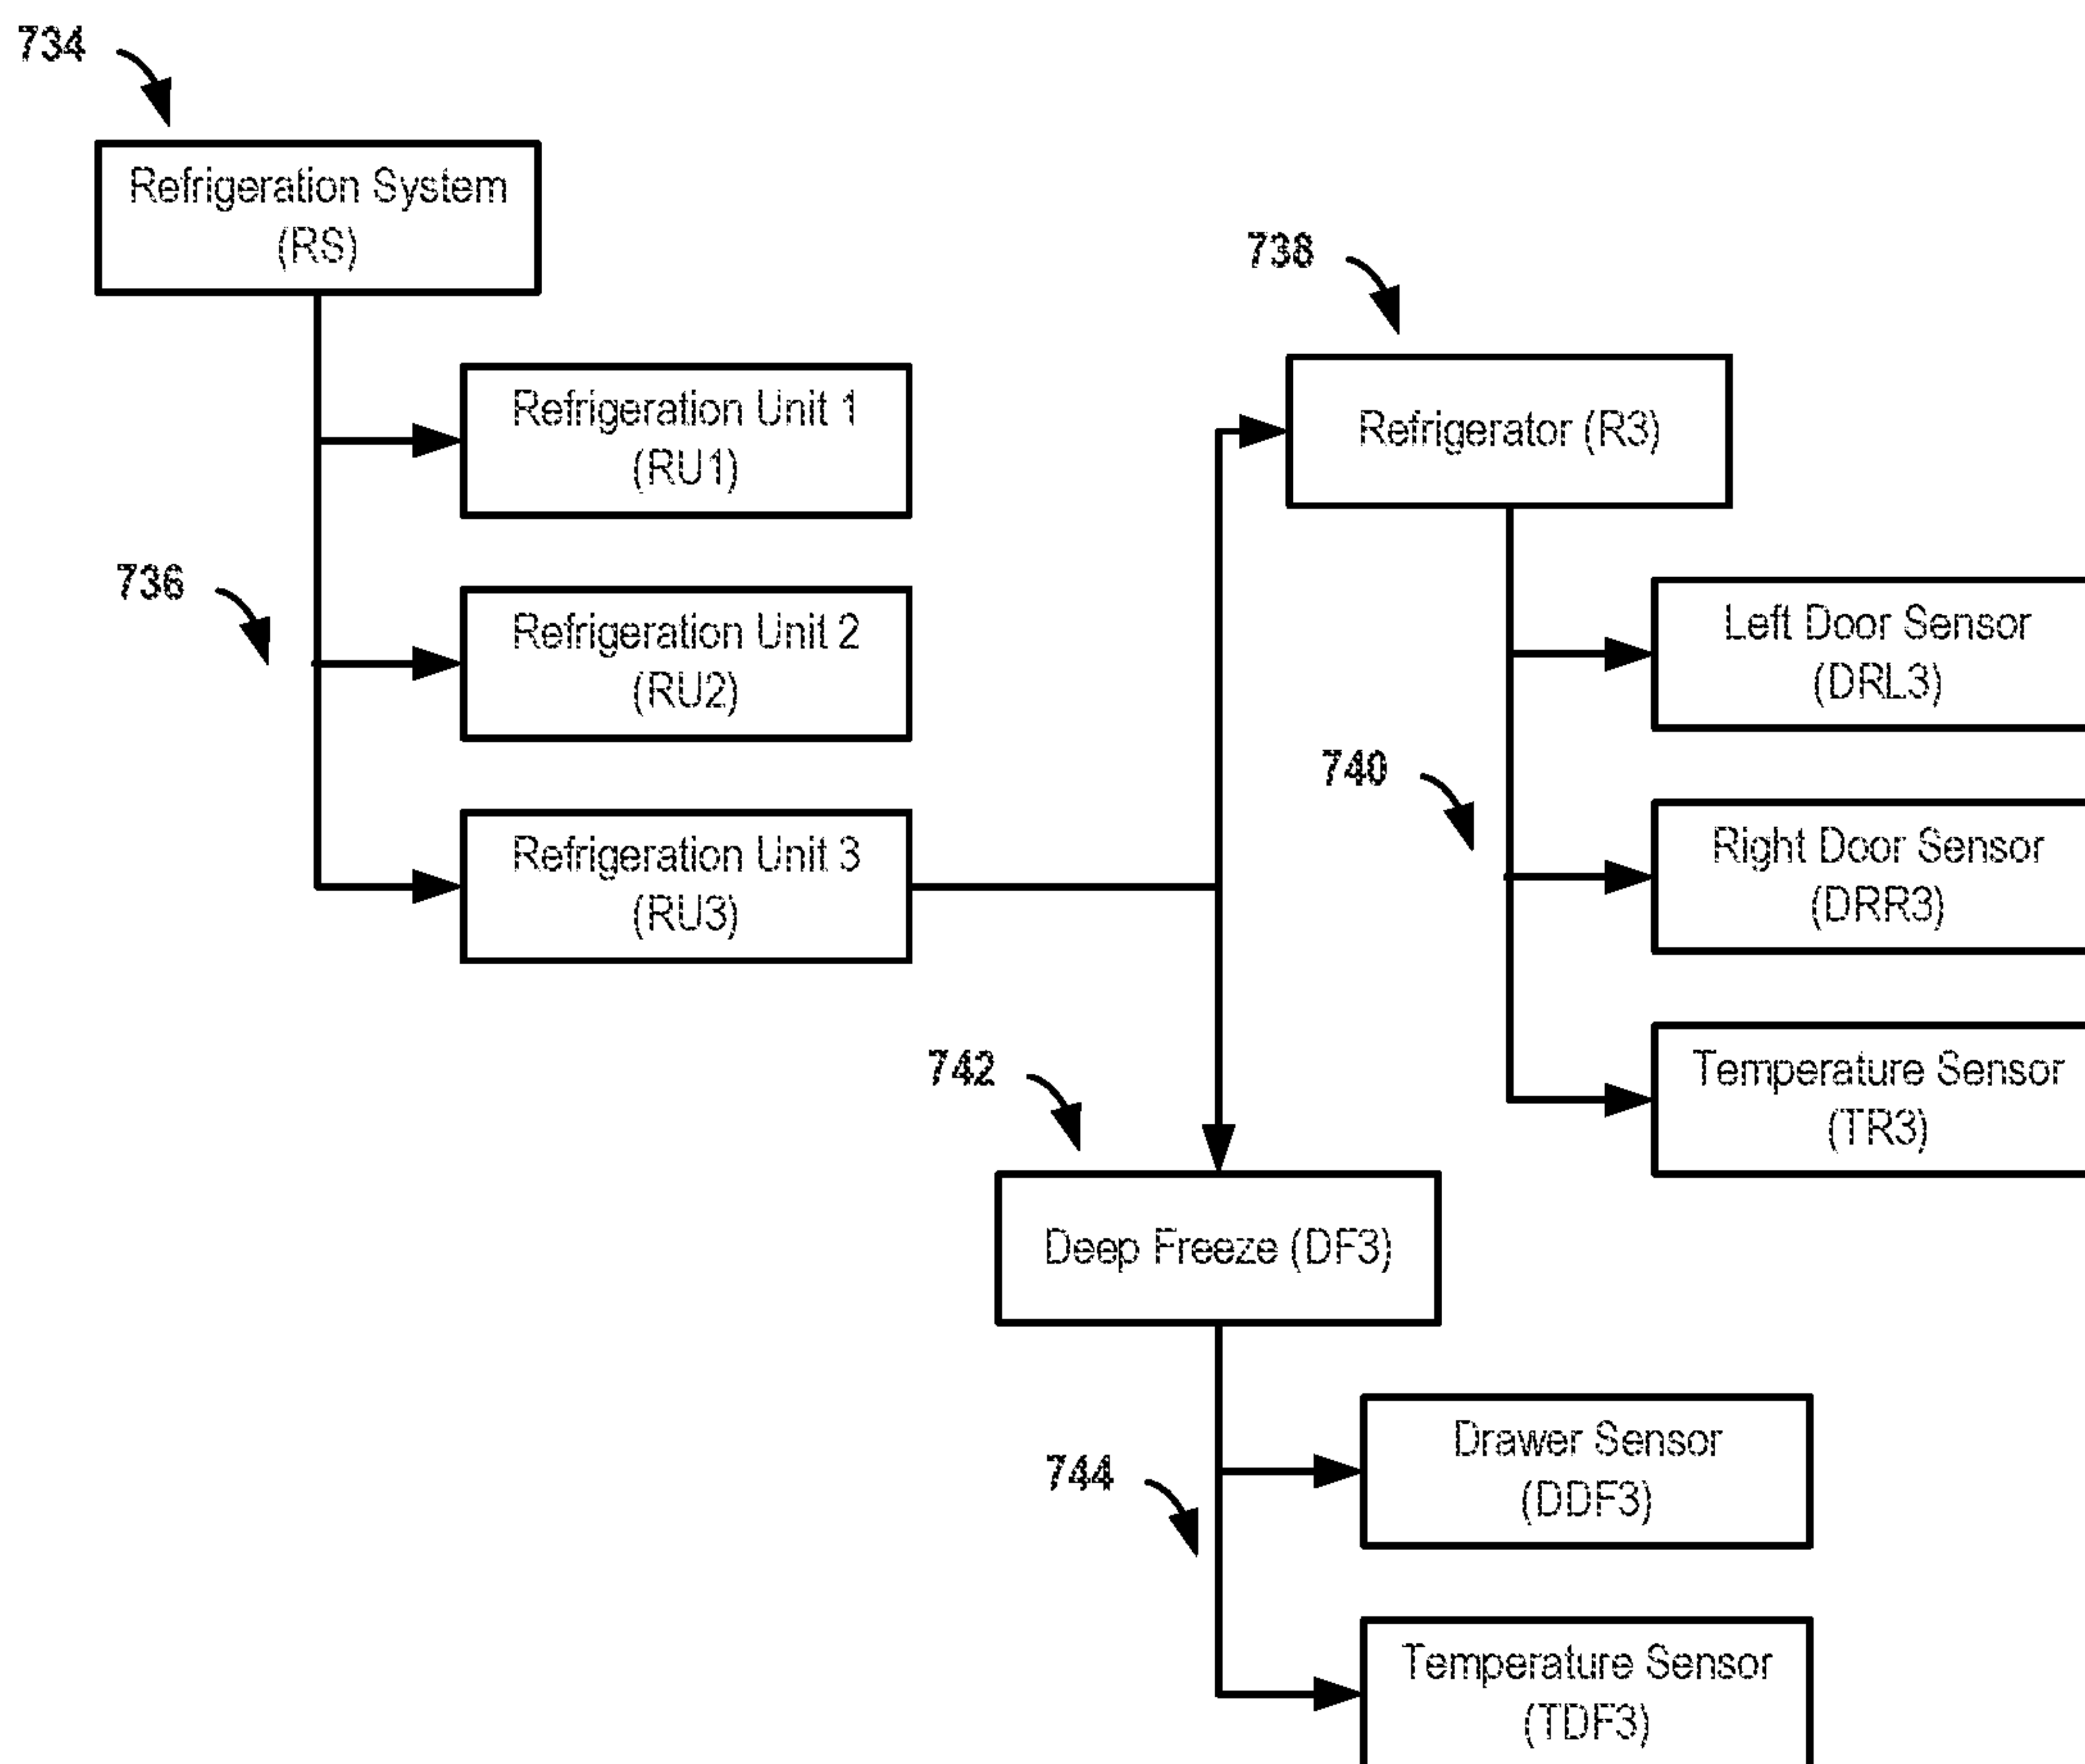 734
Refrigeration System
(RS)
738
Refrigeration Unit 1
(RU1)
Refrigerator (R3)
736
Refrigeration Unit 2
(RU2)
Left Door Sensor
(DRL3)
740
Refrigeration Unit 3
(RU3)
Right Door Sensor
(DRR3)
742
Temperature Sensor
(TR3)
Deep Freeze (DF3)
744
Drawer Sensor
(DDF3)
Temperature Sensor
(TDF3)